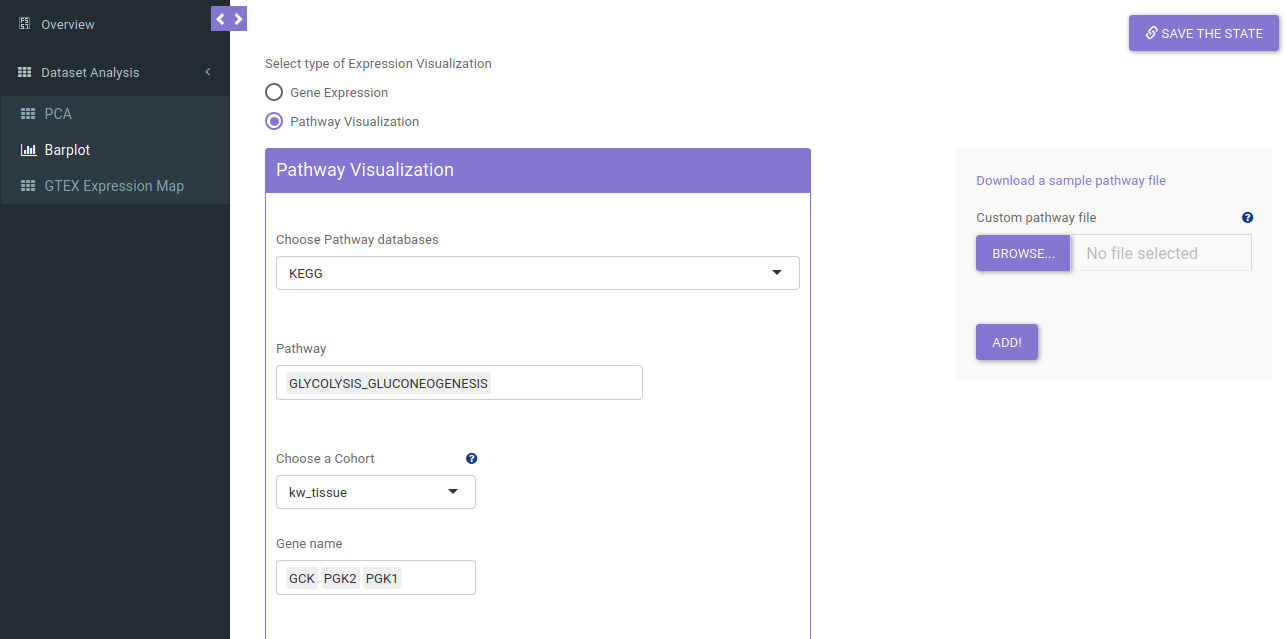 Overview
Dataset Analysis
PCA
Barplot
GTEX Expression Map
SAVE THE STATE
Select type of Expression Visualization
Gene Expression
Pathway Visualization
Pathway Visualization
Choose Pathway databases
KEGG
Pathway
GLYCOLYSIS_GLUCONEOGENESIS
Choose a Cohort
kw_tissue
Gene name
GCK PGK2 PGK1
Download a sample pathway file
Custom pathway file
BROWSE... No file selected
ADD!